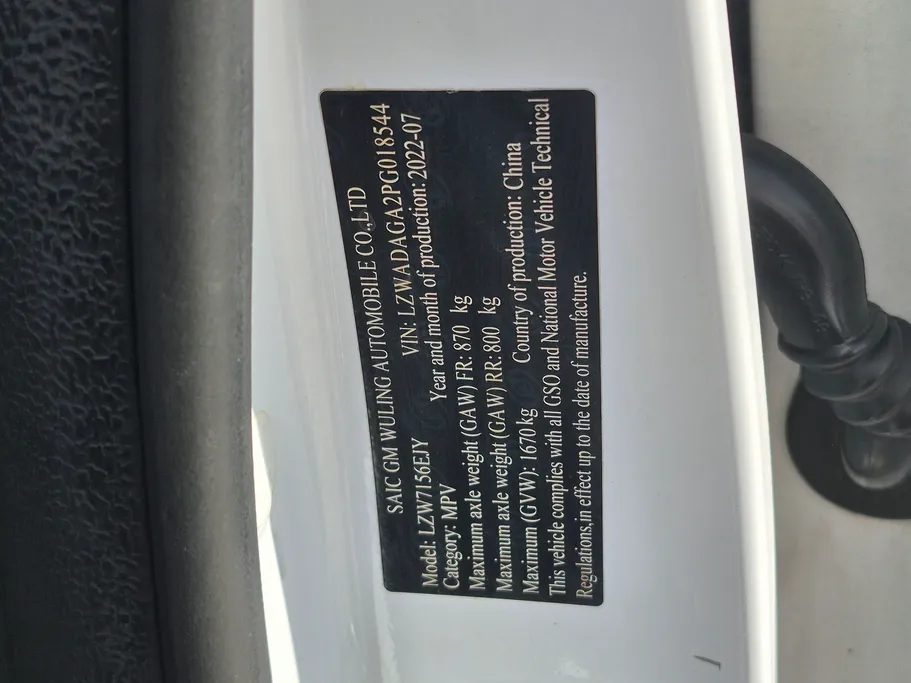 SAIC GM WULING AUTOMOBILE CO.,LTD
Model: LZW7156EJY VIN: LZWADAGA2PG018544
Category: MPV Year and month of production: 2022-07
Maximum axle weight (GAW) FR: 870 kg
Maximum axle weight (GAW) RR: 800 kg
Maximum (GVW): 1670 kg Country of production: China
This vehicle complies with all GSO and National Motor Vehicle Technical
Regulations,in effect up to the date of manufacture.